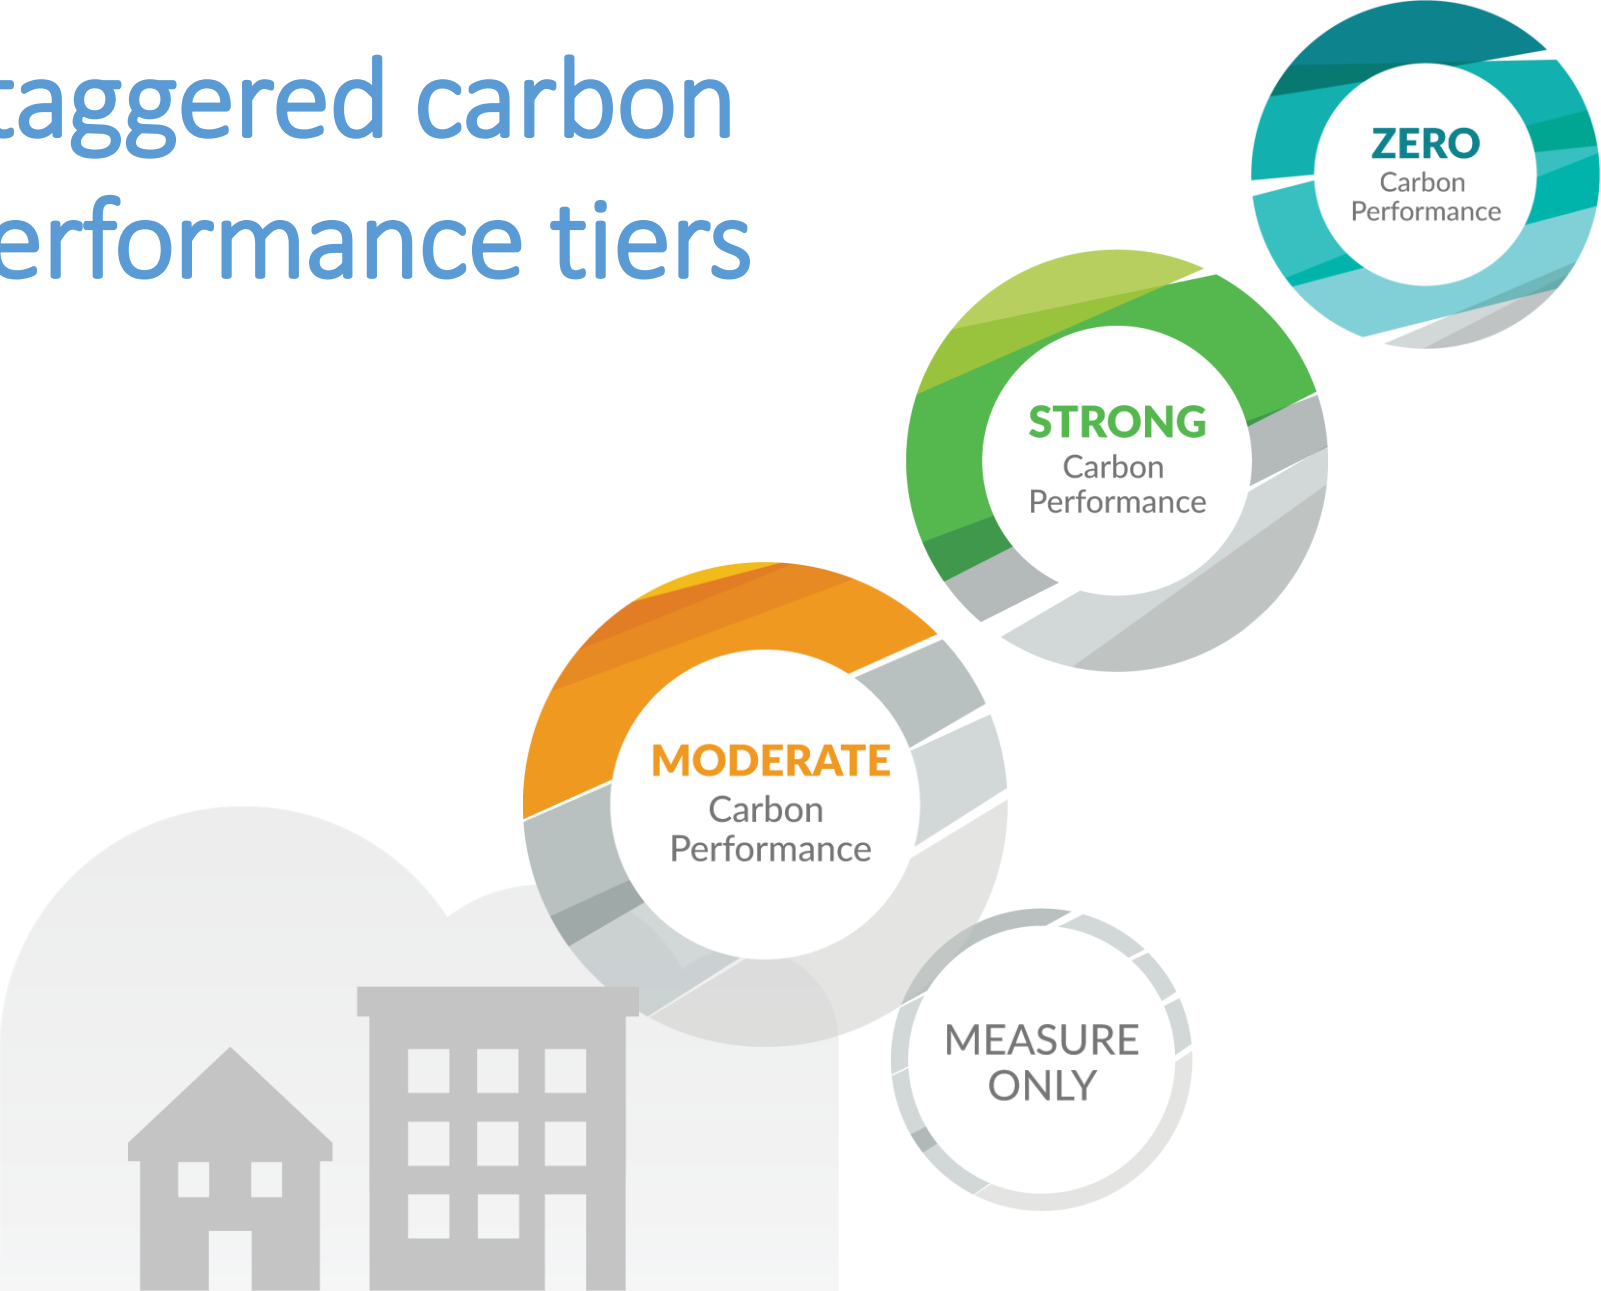 taggered carbon
erformance tiers
ZERO
Carbon
Performance
STRONG
Carbon
Performance
MODERATE
Carbon
Performance
MEASURE
ONLY